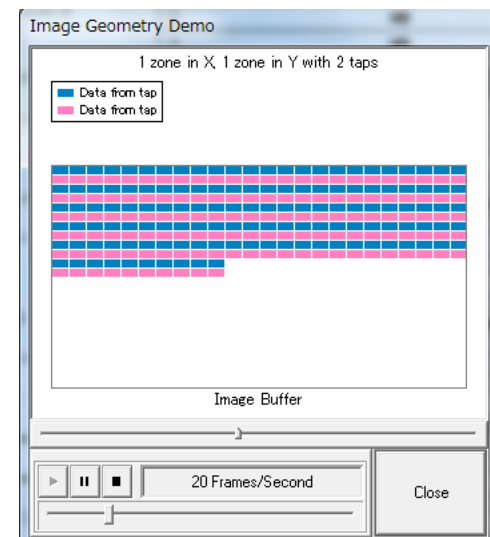 Image Geometry Demo
1 zone in X, 1 zone in Y with 2 taps
Data from tap
Data from tap
Image Buffer
20 Frames/Second
Close